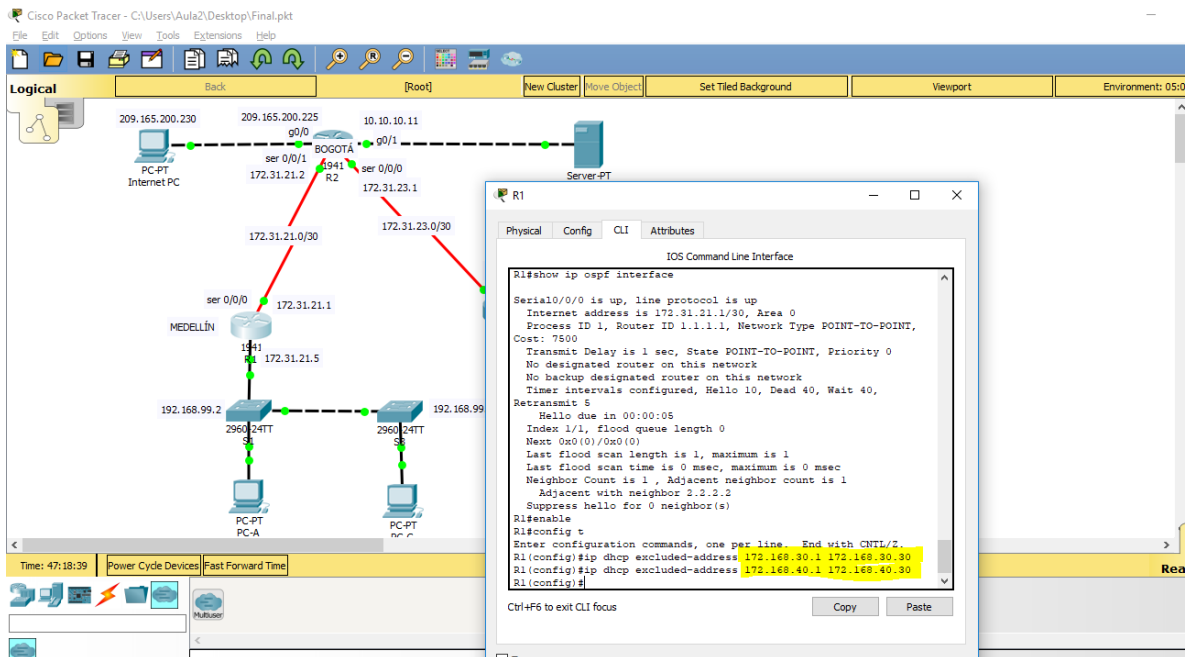 Cisco Packet Tracer - C:\Users\Aula2\Desktop\Final.pkt
File Edit Options View Tools Extensions Help
Logical
Back
[Root]
New Cluster
Move Object
Set Tiled Background
Viewport
Environment: 05:0
209.165.200.230
209.165.200.225
10.10.10.11
g0/0
g0/1
BOGOTÁ
ser 0/0/1
1941
ser 0/0/0
PC-PT
Internet PC
172.31.21.2
R2
172.31.23.1
Server-PT
172.31.21.0/30
172.31.23.0/30
ser 0/0/0
172.31.21.1
MEDELLÍN
1941
R1
172.31.21.5
192.168.99.2
192.168.99
2960-24TT
S1
2960-24TT
PC-PT
PC-A
PC-PT
Time: 47:18:39
Power Cycle Devices
Fast Forward Time
Rea
Multiuser
R1
Physical Config CLI Attributes
IOS Command Line Interface
R1#show ip ospf interface
Serial0/0/0 is up, line protocol is up
Internet address is 172.31.21.1/30, Area 0
Process ID 1, Router ID 1.1.1.1, Network Type POINT-TO-POINT,
Cost: 7500
Transmit Delay is 1 sec, State POINT-TO-POINT, Priority 0
No designated router on this network
No backup designated router on this network
Timer intervals configured, Hello 10, Dead 40, Wait 40,
Retransmit 5
Hello due in 00:00:05
Index 1/1, flood queue length 0
Next 0x0(0)/0x0(0)
Last flood scan length is 1, maximum is 1
Last flood scan time is 0 msec, maximum is 0 msec
Neighbor Count is 1 , Adjacent neighbor count is 1
Adjacent with neighbor 2.2.2.2
Suppress hello for 0 neighbor(s)
R1#enable
R1#config t
Enter configuration commands, one per line. End with CNTL/Z.
R1(config)#ip dhcp excluded-address 172.168.30.1 172.168.30.30
R1(config)#ip dhcp excluded-address 172.168.40.1 172.168.40.30
R1(config)#
Ctrl+F6 to exit CLI focus
Copy
Paste